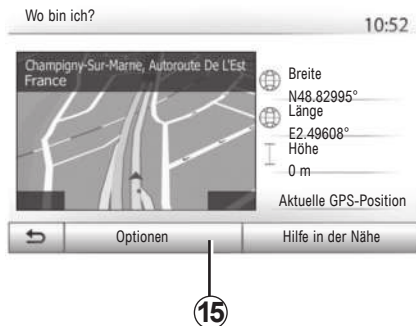 Wo bin ich?
10:52
Champigny-Sur-Marne, Autoroute De L'Est
France
Breite
N48.82995°
Länge
E2.49608°
Höhe
0 m
Aktuelle GPS-Position
Optionen
Hilfe in der Nähe
15